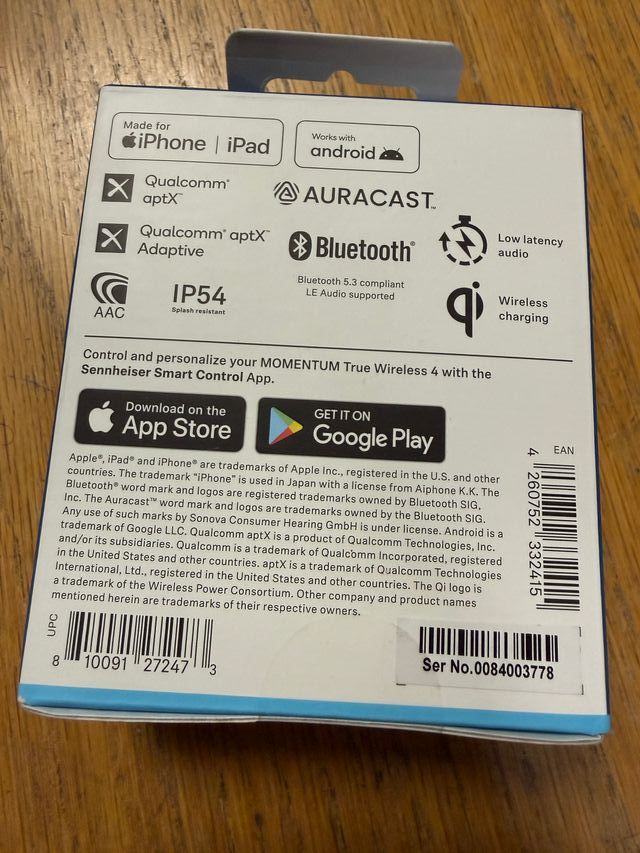 Made for
iPhone | iPad
Works with
android
Qualcomm®
aptX™
AURACAST™
Qualcomm® aptX™
Adaptive
Bluetooth®
Low latency
audio
Bluetooth 5.3 compliant
LE Audio supported
AAC
IP54
Splash resistant
qi
Wireless
charging
Control and personalize your MOMENTUM True Wireless 4 with the
Sennheiser Smart Control App.
Download on the
App Store
GET IT ON
Google Play
Apple®, iPad® and iPhone® are trademarks of Apple Inc., registered in the U.S. and other
countries. The trademark "iPhone" is used in Japan with a license from Aiphone K.K. The
Bluetooth® word mark and logos are registered trademarks owned by Bluetooth SIG,
Inc. The Auracast™ word mark and logos are trademarks owned by the Bluetooth SIG.
Any use of such marks by Sonova Consumer Hearing GmbH is under license. Android is a
trademark of Google LLC. Qualcomm aptX is a product of Qualcomm Technologies, Inc.
and/or its subsidiaries. Qualcomm is a trademark of Qualcomm Incorporated, registered
in the United States and other countries. aptX is a trademark of Qualcomm Technologies
International, Ltd., registered in the United States and other countries. The Qi logo is
a trademark of the Wireless Power Consortium. Other company and product names
mentioned herein are trademarks of their respective owners.
EAN
4 260752 332415
UPC
8 10091 27247 3
Ser No.0084003778